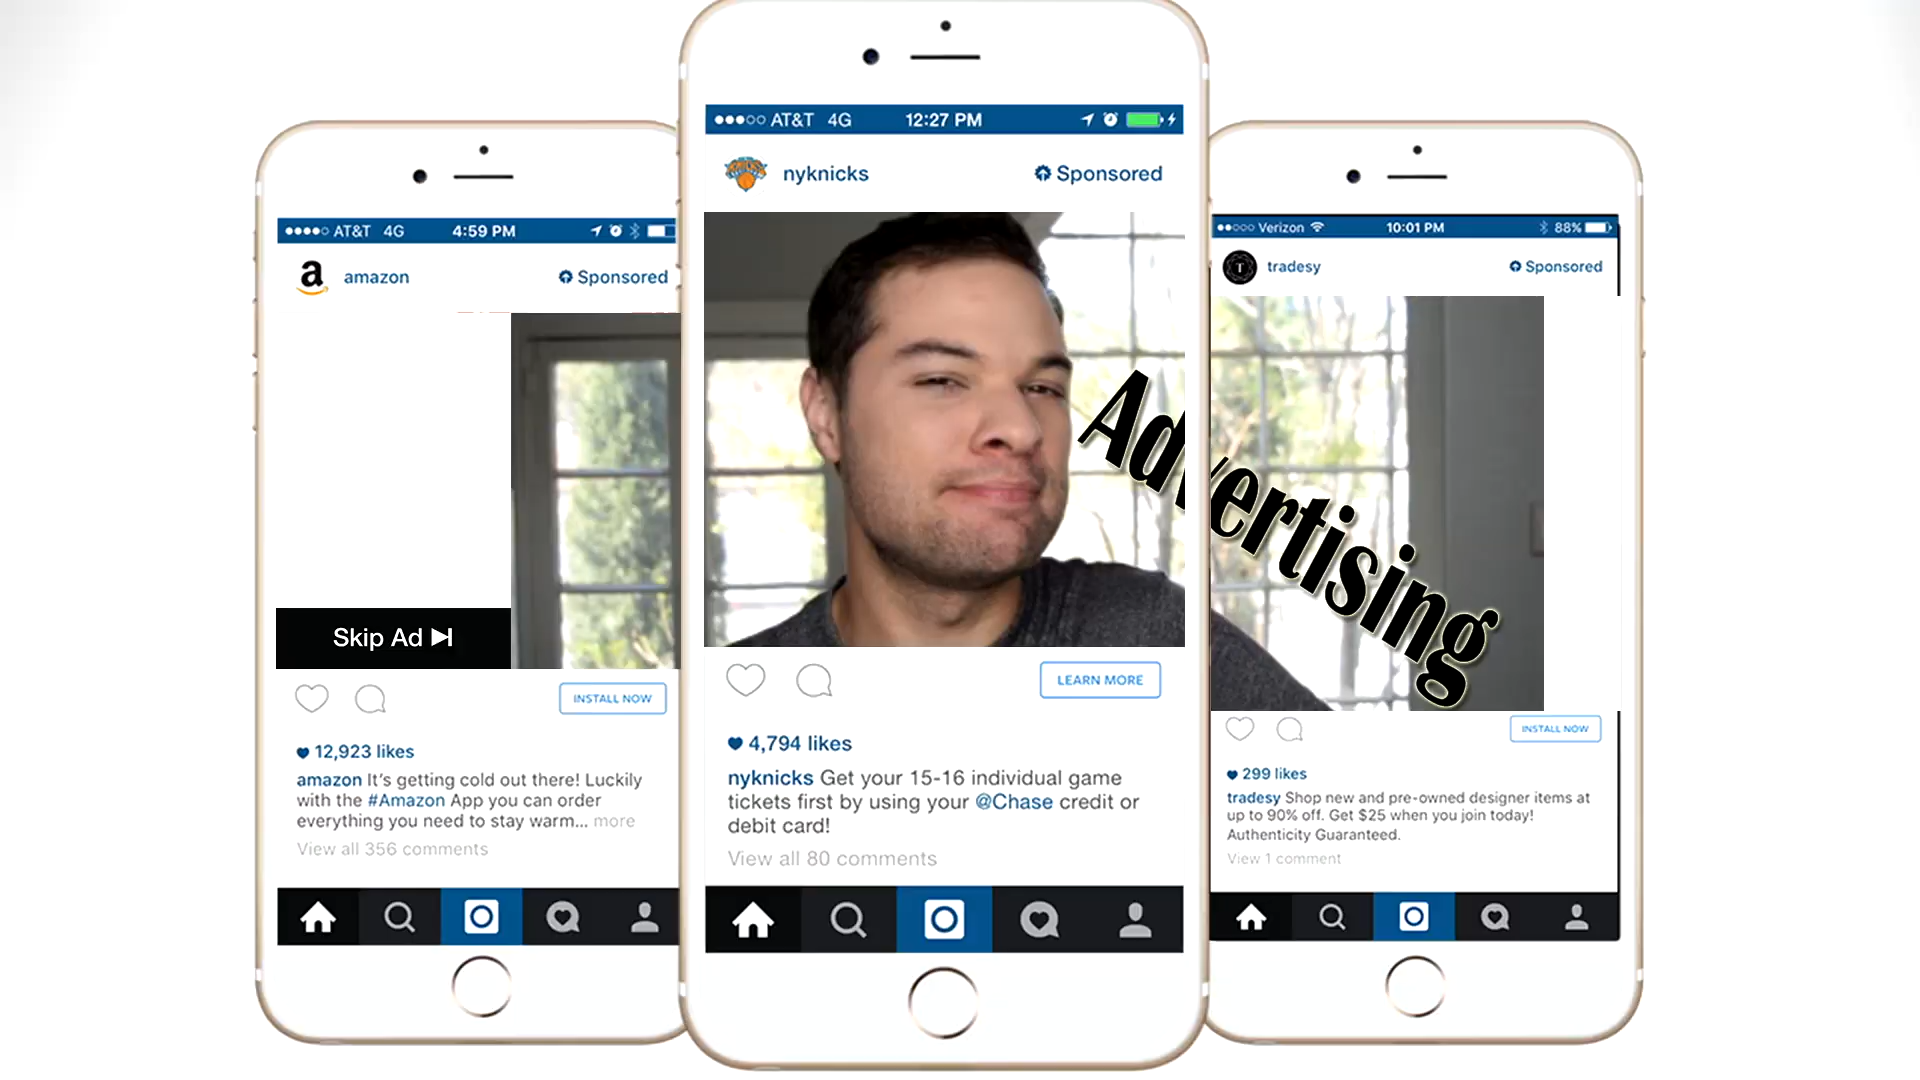 AT&T 4G 4:59 PM
a amazon Sponsored
Skip Ad
INSTALL NOW
12,923 likes
amazon It's getting cold out there! Luckily
with the #Amazon App you can order
everything you need to stay warm... more
View all 356 comments
AT&T 4G 12:27 PM
nyknicks Sponsored
LEARN MORE
4,794 likes
nyknicks Get your 15-16 individual game
tickets first by using your @Chase credit or
debit card!
View all 80 comments
Advertising
Verizon 10:01 PM 88%
T tradesy Sponsored
INSTALL NOW
299 likes
tradesy Shop new and pre-owned designer items at
up to 90% off. Get $25 when you join today!
Authenticity Guaranteed.
View 1 comment